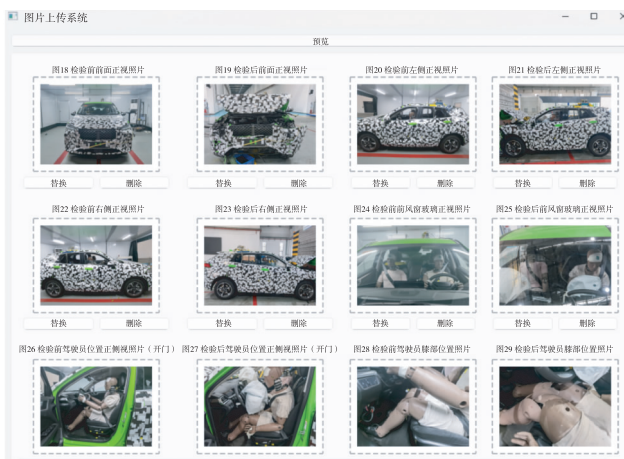 图片上传系统
预览
图18 检验前前面正视照片 图19 检验后前面正视照片 图20 检验前左侧正视照片 图21 检验后左侧正视照片
替换 删除 替换 删除 替换 删除 替换 删除
图22 检验前右侧正视照片 图23 检验后右侧正视照片 图24 检验前前风窗玻璃正视照片 图25 检验后前风窗玻璃正视照片
替换 删除 替换 删除 替换 删除 替换 删除
图26 检验前驾驶员位置正侧视照片（开门） 图27 检验后驾驶员位置正侧视照片（开门） 图28 检验前驾驶员膝部位置照片 图29 检验后驾驶员膝部位置照片